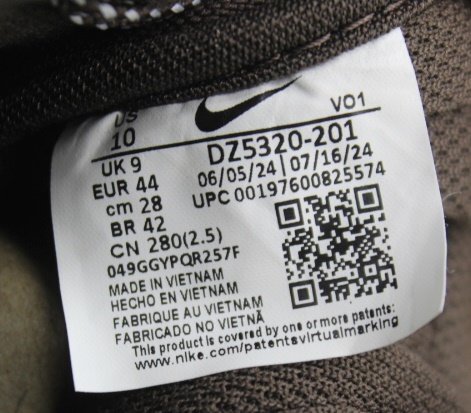 US
10
UK 9
EUR 44
cm 28
BR 42
CN 280(2.5)
049GGYPQR257F
V01
DZ5320-201
06/05/24 | 07/16/24
UPC 00197600825574
MADE IN VIETNAM
HECHO EN VIETNAM
FABRIQUE AU VIETNAM
FABRICADO NO VIETNÃ
This product is covered by one or more patents:
www.nike.com/patentsvirtualmarking